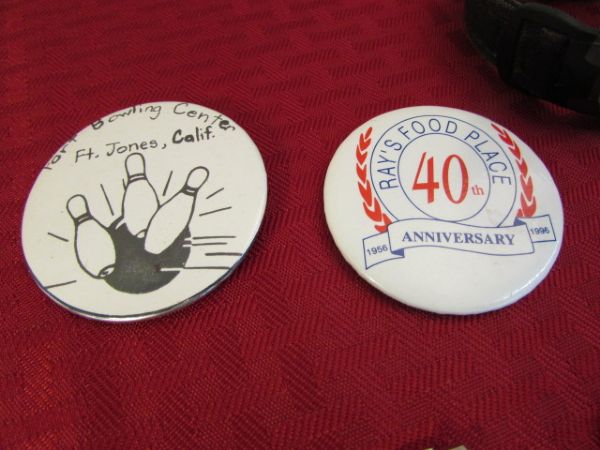 Bowling Center
Ft. Jones, Calif.
RAY'S FOOD PLACE
40th
ANNIVERSARY
1956
1996